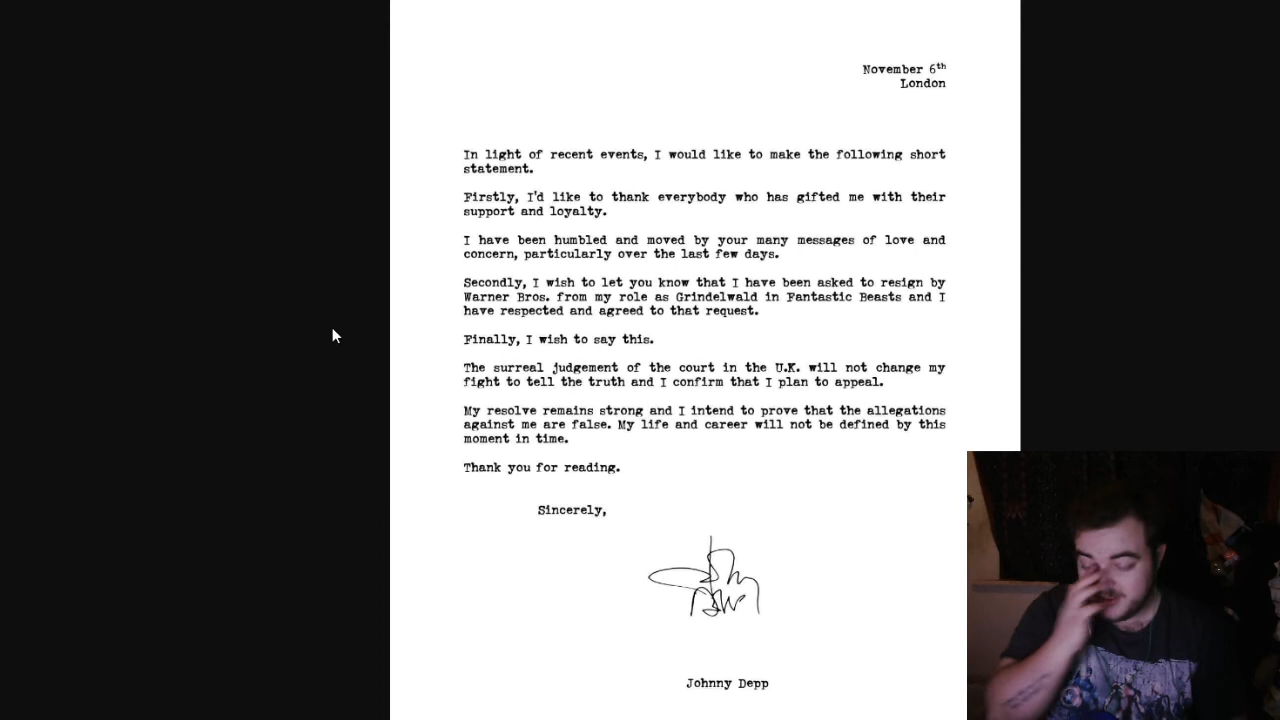 November 6th
London
In light of recent events, I would like to make the following short
statement.
Firstly, I'd like to thank everybody who has gifted me with their
support and loyalty.
I have been humbled and moved by your many messages of love and
concern, particularly over the last few days.
Secondly, I wish to let you know that I have been asked to resign by
Warner Bros. from my role as Grindelwald in Fantastic Beasts and I
have respected and agreed to that request.
Finally, I wish to say this.
The surreal judgement of the court in the U.K. will not change my
fight to tell the truth and I confirm that I plan to appeal.
My resolve remains strong and I intend to prove that the allegations
against me are false. My life and career will not be defined by this
moment in time.
Thank you for reading.
Sincerely,
Johnny Depp